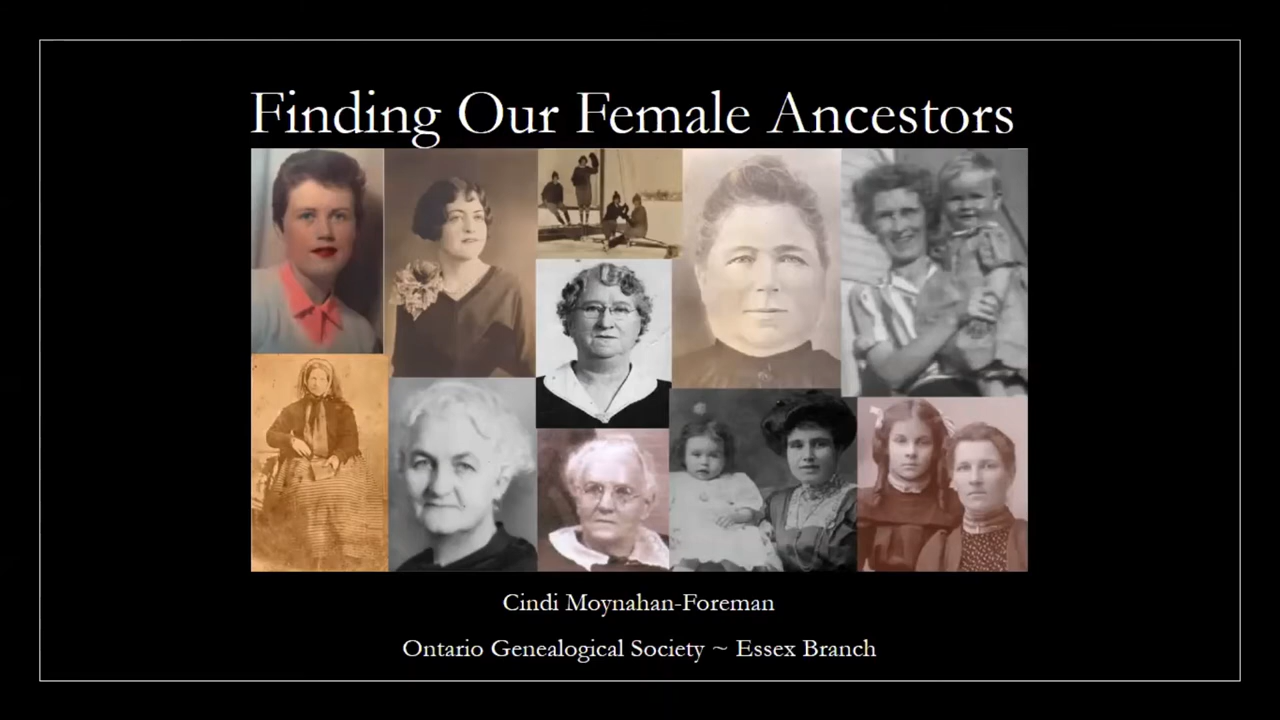 Finding Our Female Ancestors
Cindi Moynahan-Foreman
Ontario Genealogical Society ~ Essex Branch